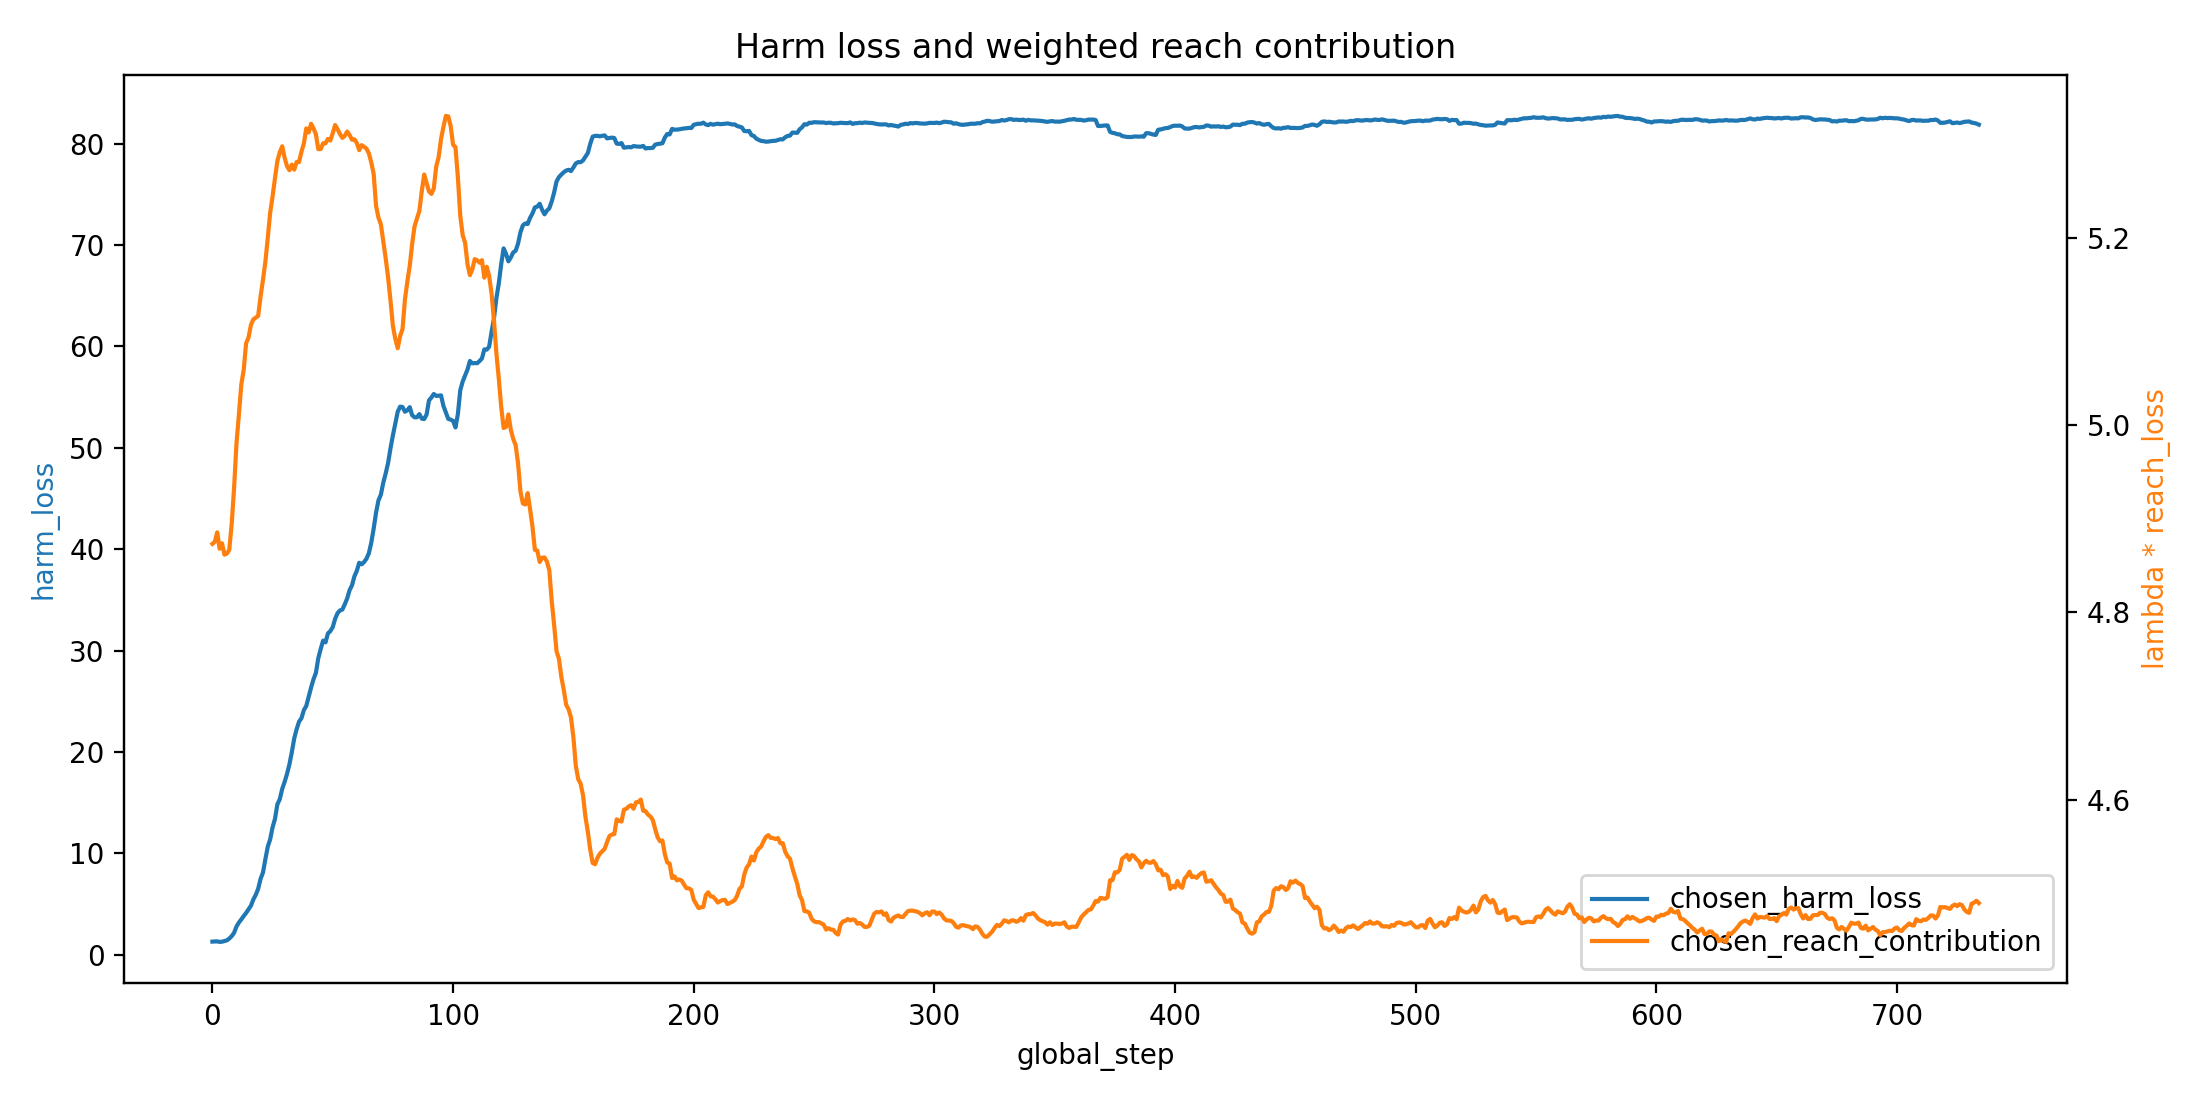 Harm loss and weighted reach contribution
harm_loss
80
70
60
50
40
30
20
10
0
5.2
5.0
4.8
4.6
lambda * reach_loss
chosen_harm_loss
chosen_reach_contribution
0 100 200 300 400 500 600 700
global_step